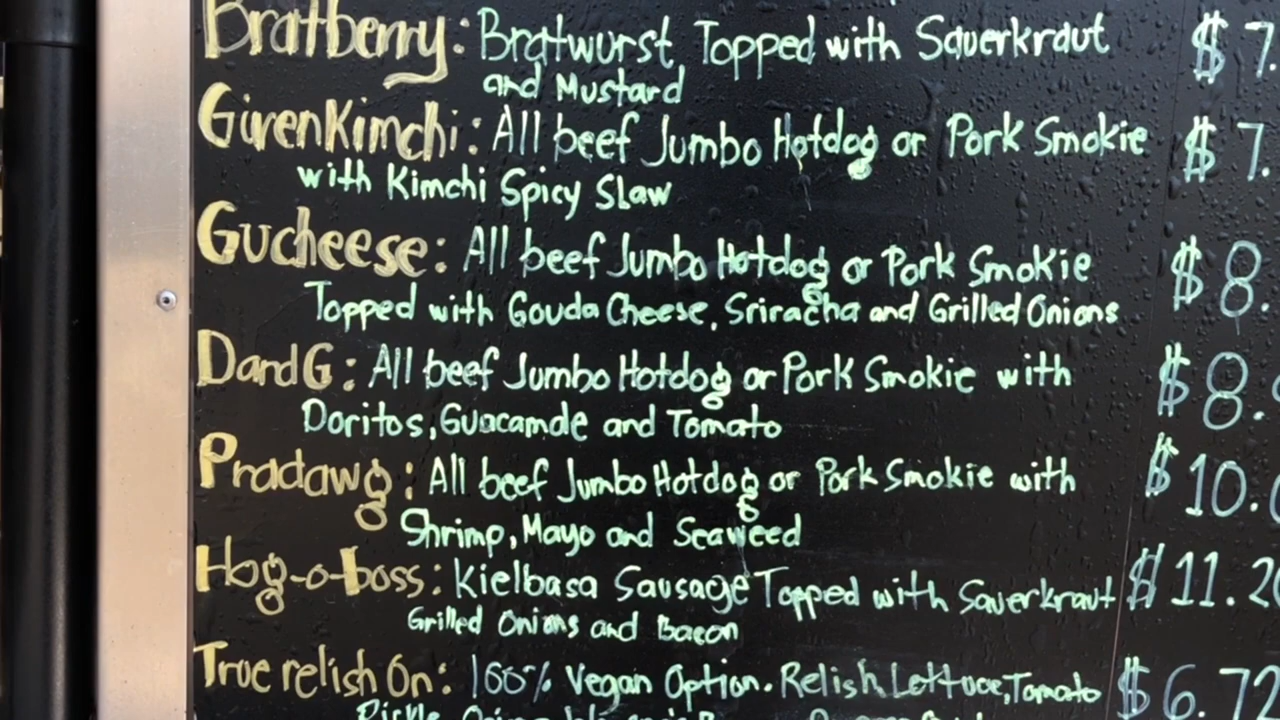 Bratberry: Bratwurst, Topped with Sauerkraut $7.
and Mustard
GivenKimchi: All beef Jumbo Hotdog or Pork Smokie $7.
with Kimchi Spicy Slaw
Gucheese: All beef Jumbo Hotdog or Pork Smokie $8.
Topped with Gouda Cheese, Sriracha and Grilled Onions
DandG: All beef Jumbo Hotdog or Pork Smokie with $8.
Doritos, Guacamole and Tomato
Pradawg: All beef Jumbo Hotdog or Pork Smokie with $10.
Shrimp, Mayo and Seaweed
Hog-o-boss: Kielbasa Sausage Topped with Sauerkraut $11.20
Grilled Onions and Bacon
True relish On: 100% Vegan Option. Relish, Lettuce, Tomato $6.72
Pickle